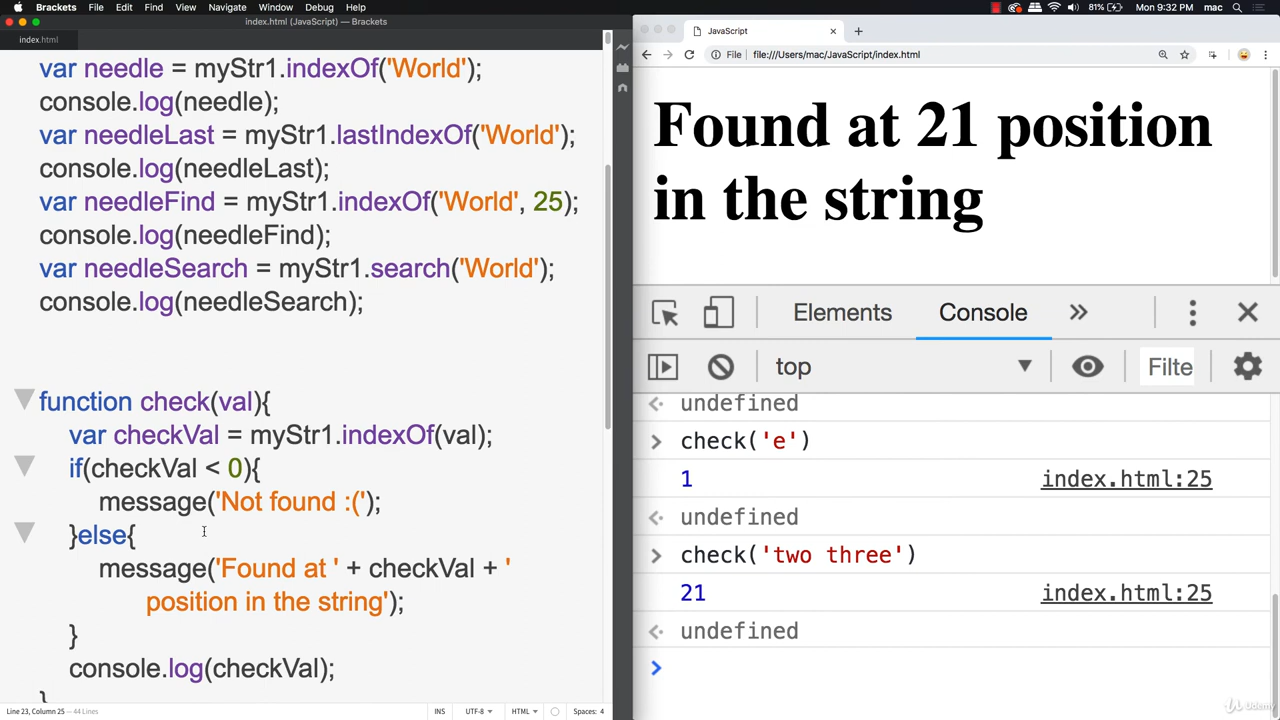 Brackets File Edit Find View Navigate Window Debug Help
81% Mon 9:32 PM mac
index.html (JavaScript) — Brackets
index.html
var needle = myStr1.indexOf('World');
console.log(needle);
var needleLast = myStr1.lastIndexOf('World');
console.log(needleLast);
var needleFind = myStr1.indexOf('World', 25);
console.log(needleFind);
var needleSearch = myStr1.search('World');
console.log(needleSearch);
function check(val){
var checkVal = myStr1.indexOf(val);
if(checkVal < 0){
message('Not found :(');
}else{
message('Found at ' + checkVal + '
position in the string');
}
console.log(checkVal);
}
Line 23, Column 25 — 44 Lines
INS UTF-8 HTML Spaces: 4
JavaScript
File file:///Users/mac/JavaScript/index.html
Found at 21 position
in the string
Elements Console »
top Filte
undefined
check('e')
1 index.html:25
undefined
check('two three')
21 index.html:25
undefined
Udemy